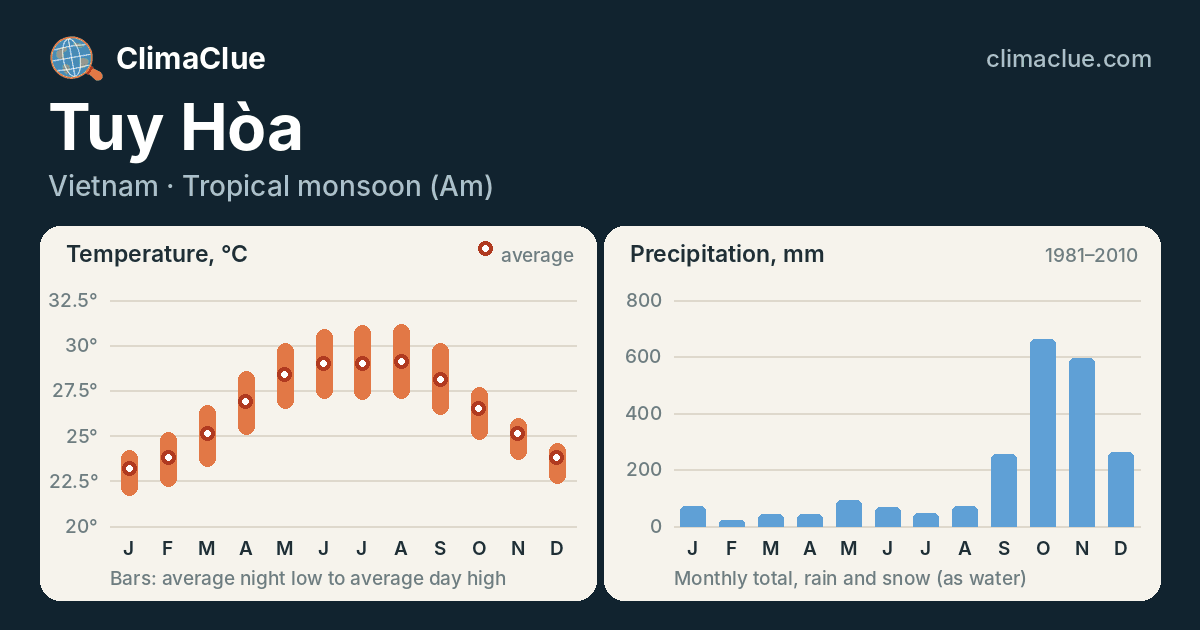 ClimaClue
climaclue.com
Tuy Hòa
Vietnam · Tropical monsoon (Am)
Temperature, °C
average
32.5°
30°
27.5°
25°
22.5°
20°
J F M A M J J A S O N D
Bars: average night low to average day high
Precipitation, mm
1981–2010
800
600
400
200
0
J F M A M J J A S O N D
Monthly total, rain and snow (as water)